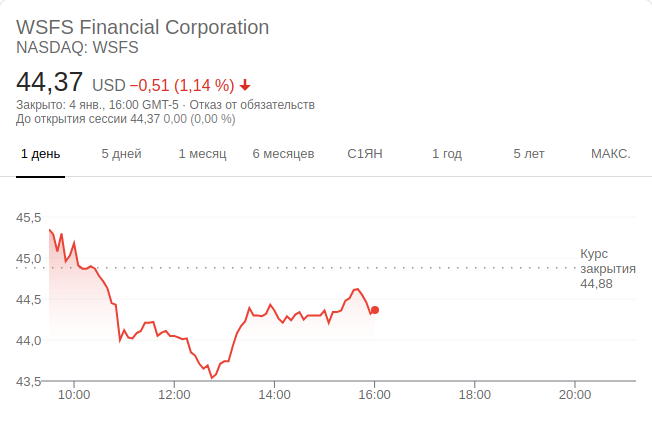 WSFS Financial Corporation
NASDAQ: WSFS
44,37 USD −0,51 (1,14 %)
Закрыто: 4 янв., 16:00 GMT-5 · Отказ от обязательств
До открытия сессии 44,37 0,00 (0,00 %)
1 день 5 дней 1 месяц 6 месяцев С1ЯН 1 год 5 лет МАКС.
45,5
45,0
44,5
44,0
43,5
Курс
закрытия
44,88
10:00 12:00 14:00 16:00 18:00 20:00